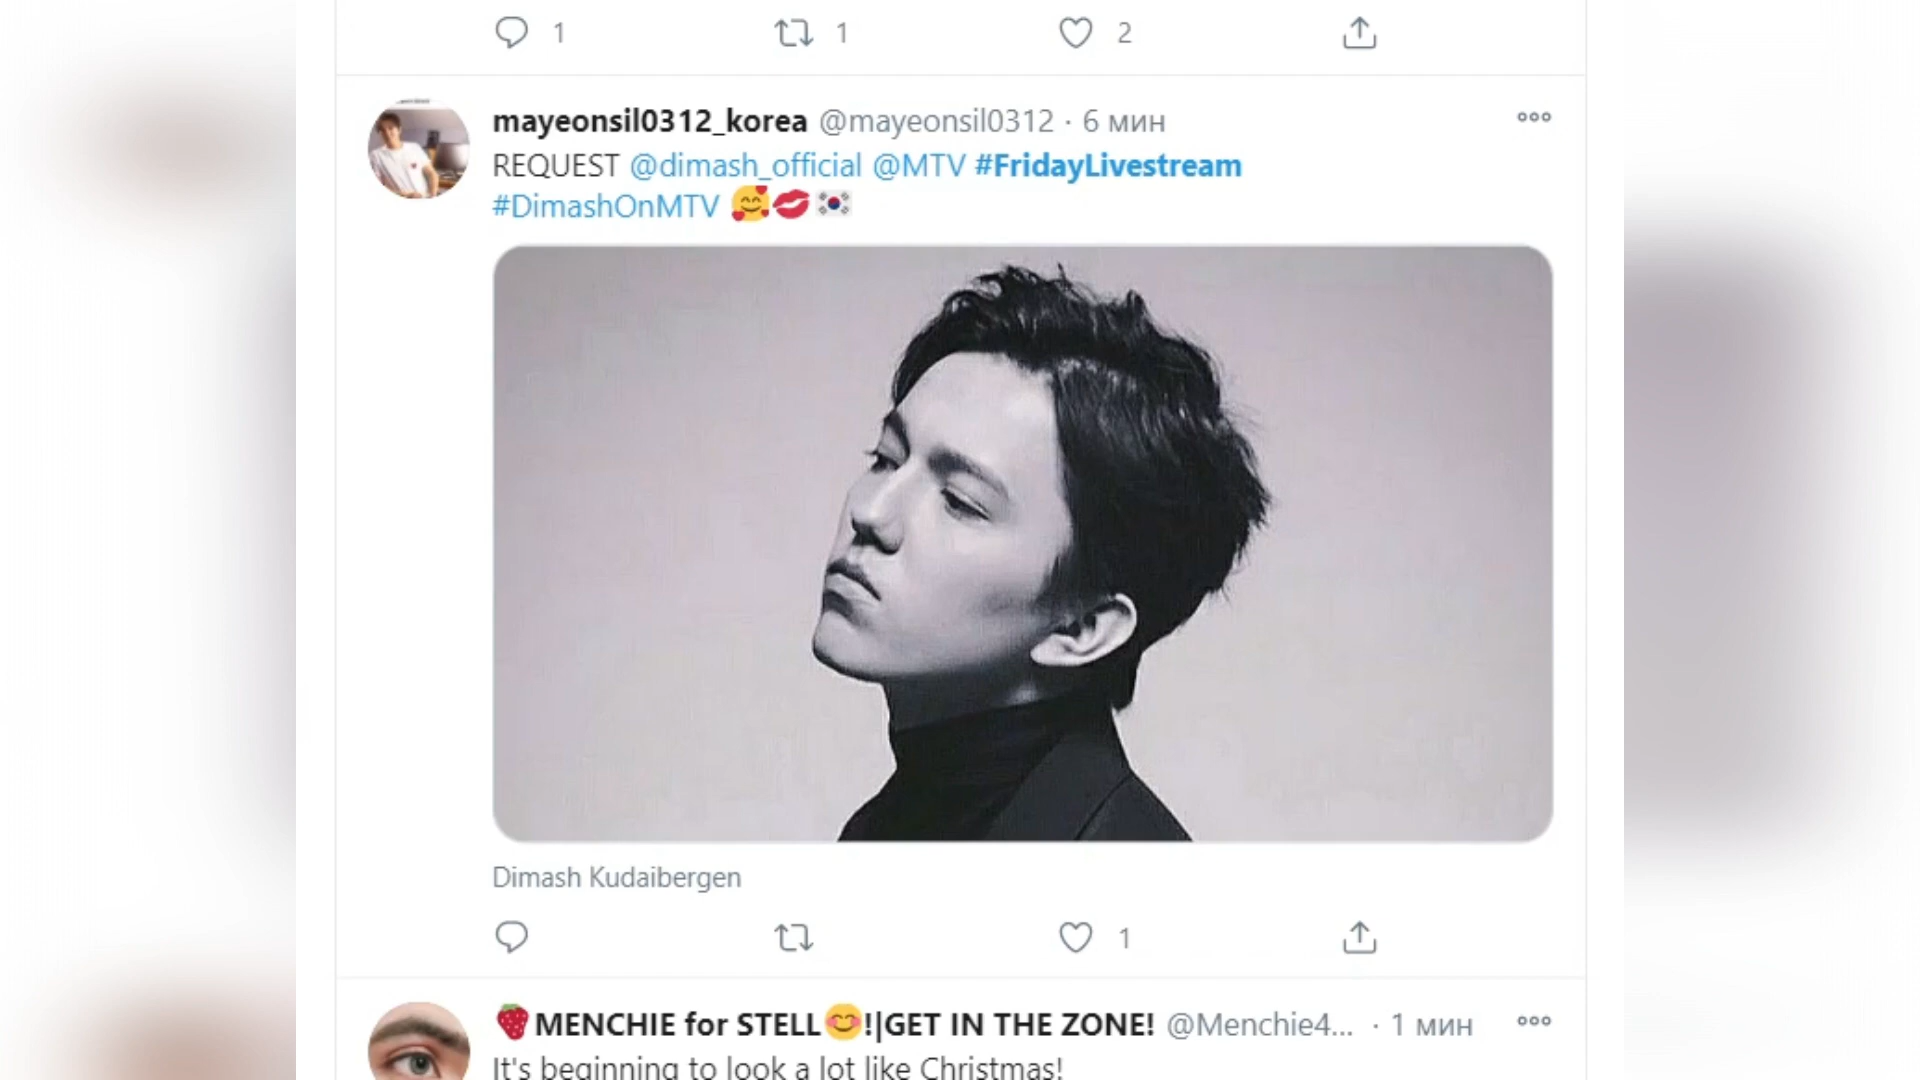 1 1 2
mayeonsil0312_korea @mayeonsil0312 · 6 мин
REQUEST @dimash_official @MTV #FridayLivestream
#DimashOnMTV 🥰💋🇰🇷
Dimash Kudaibergen
1
🍓MENCHIE for STELL😊!|GET IN THE ZONE! @Menchie4... · 1 мин
It's beginning to look a lot like Christmas!